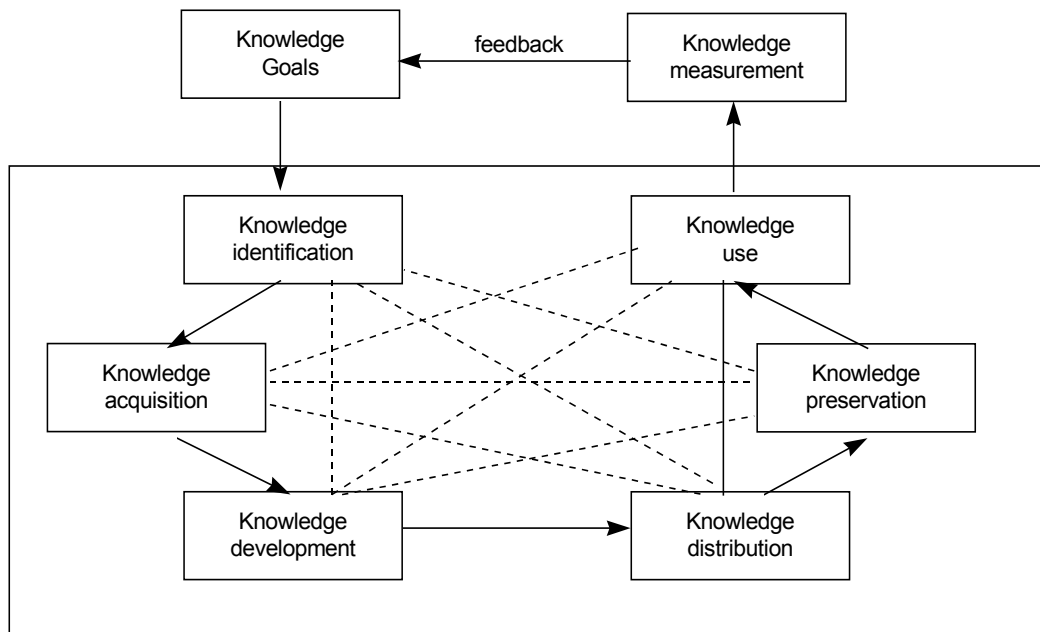 Knowledge
Goals
feedback
Knowledge
measurement
Knowledge
identification
Knowledge
use
Knowledge
acquisition
Knowledge
preservation
Knowledge
development
Knowledge
distribution